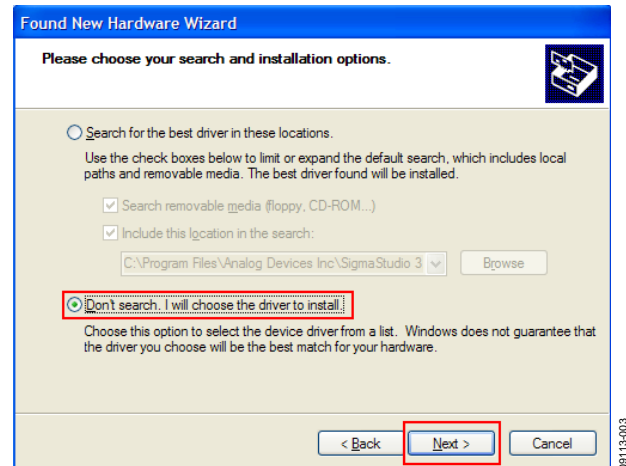 Found New Hardware Wizard
Please choose your search and installation options.
Search for the best driver in these locations.
Use the check boxes below to limit or expand the default search, which includes local
paths and removable media. The best driver found will be installed.
Search removable media (floppy, CD-ROM...)
Include this location in the search:
C:\Program Files\Analog Devices Inc\SigmaStudio 3
Browse
Don't search. I will choose the driver to install.
Choose this option to select the device driver from a list. Windows does not guarantee that
the driver you choose will be the best match for your hardware.
< Back
Next >
Cancel
09113-003